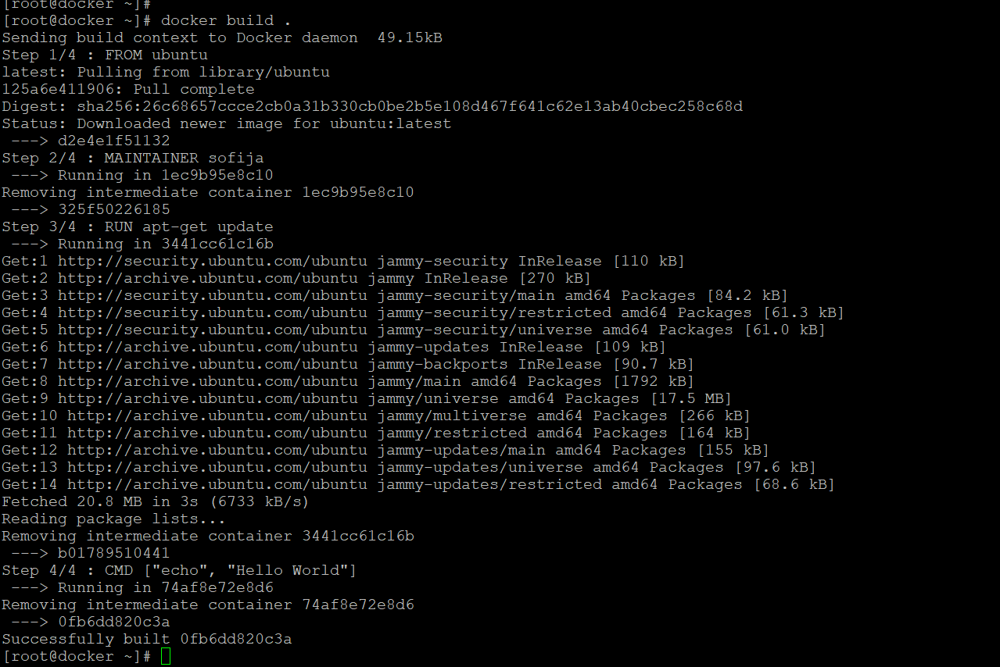 [root@docker ~]#
[root@docker ~]# docker build .
Sending build context to Docker daemon  49.15kB
Step 1/4 : FROM ubuntu
latest: Pulling from library/ubuntu
125a6e411906: Pull complete
Digest: sha256:26c68657ccce2cb0a31b330cb0be2b5e108d467f641c62e13ab40cbec258c68d
Status: Downloaded newer image for ubuntu:latest
 ---> d2e4e1f51132
Step 2/4 : MAINTAINER sofija
 ---> Running in 1ec9b95e8c10
Removing intermediate container 1ec9b95e8c10
 ---> 325f50226185
Step 3/4 : RUN apt-get update
 ---> Running in 3441cc61c16b
Get:1 http://security.ubuntu.com/ubuntu jammy-security InRelease [110 kB]
Get:2 http://archive.ubuntu.com/ubuntu jammy InRelease [270 kB]
Get:3 http://security.ubuntu.com/ubuntu jammy-security/main amd64 Packages [84.2 kB]
Get:4 http://security.ubuntu.com/ubuntu jammy-security/restricted amd64 Packages [61.3 kB]
Get:5 http://security.ubuntu.com/ubuntu jammy-security/universe amd64 Packages [61.0 kB]
Get:6 http://archive.ubuntu.com/ubuntu jammy-updates InRelease [109 kB]
Get:7 http://archive.ubuntu.com/ubuntu jammy-backports InRelease [90.7 kB]
Get:8 http://archive.ubuntu.com/ubuntu jammy/main amd64 Packages [1792 kB]
Get:9 http://archive.ubuntu.com/ubuntu jammy/universe amd64 Packages [17.5 MB]
Get:10 http://archive.ubuntu.com/ubuntu jammy/multiverse amd64 Packages [266 kB]
Get:11 http://archive.ubuntu.com/ubuntu jammy/restricted amd64 Packages [164 kB]
Get:12 http://archive.ubuntu.com/ubuntu jammy-updates/main amd64 Packages [155 kB]
Get:13 http://archive.ubuntu.com/ubuntu jammy-updates/universe amd64 Packages [97.6 kB]
Get:14 http://archive.ubuntu.com/ubuntu jammy-updates/restricted amd64 Packages [68.6 kB]
Fetched 20.8 MB in 3s (6733 kB/s)
Reading package lists...
Removing intermediate container 3441cc61c16b
 ---> b01789510441
Step 4/4 : CMD ["echo", "Hello World"]
 ---> Running in 74af8e72e8d6
Removing intermediate container 74af8e72e8d6
 ---> 0fb6dd820c3a
Successfully built 0fb6dd820c3a
[root@docker ~]#